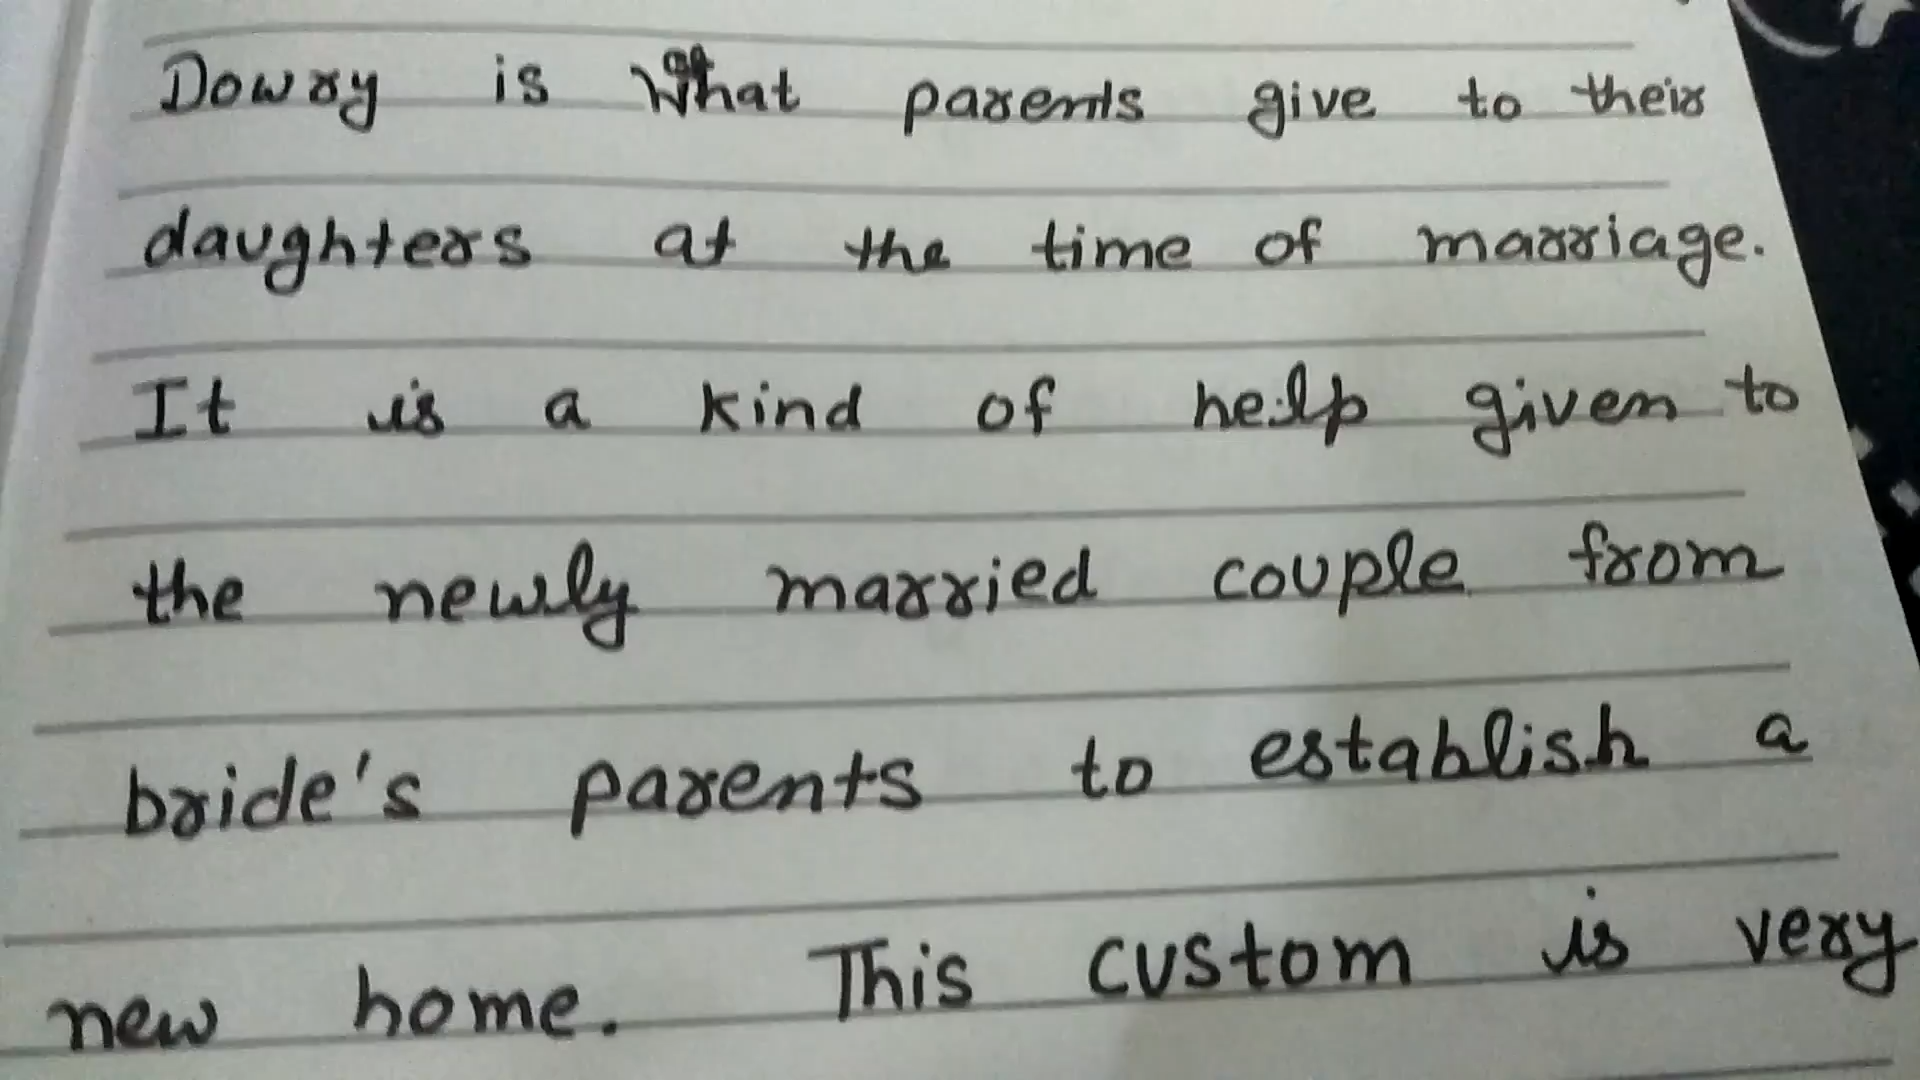 Dowry is What parents give to their
daughters at the time of marriage.
It is a kind of help given to
the newly married couple from
bride's parents to establish a
new home. This custom is very